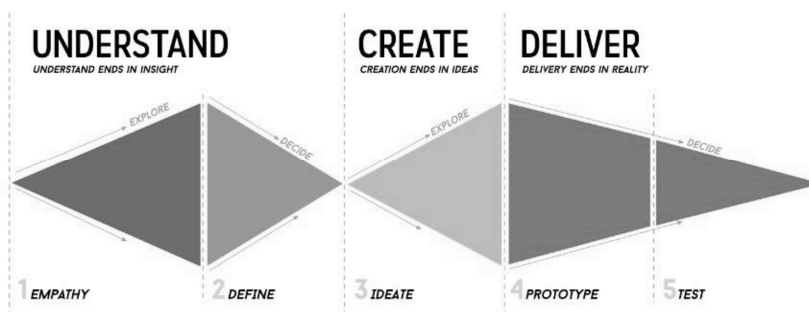 UNDERSTAND
UNDERSTAND ENDS IN INSIGHT
CREATE
CREATION ENDS IN IDEAS
DELIVER
DELIVERY ENDS IN REALITY
EXPLORE
DECIDE
EXPLORE
DECIDE
1 EMPATHY
2 DEFINE
3 IDEATE
4 PROTOTYPE
5 TEST